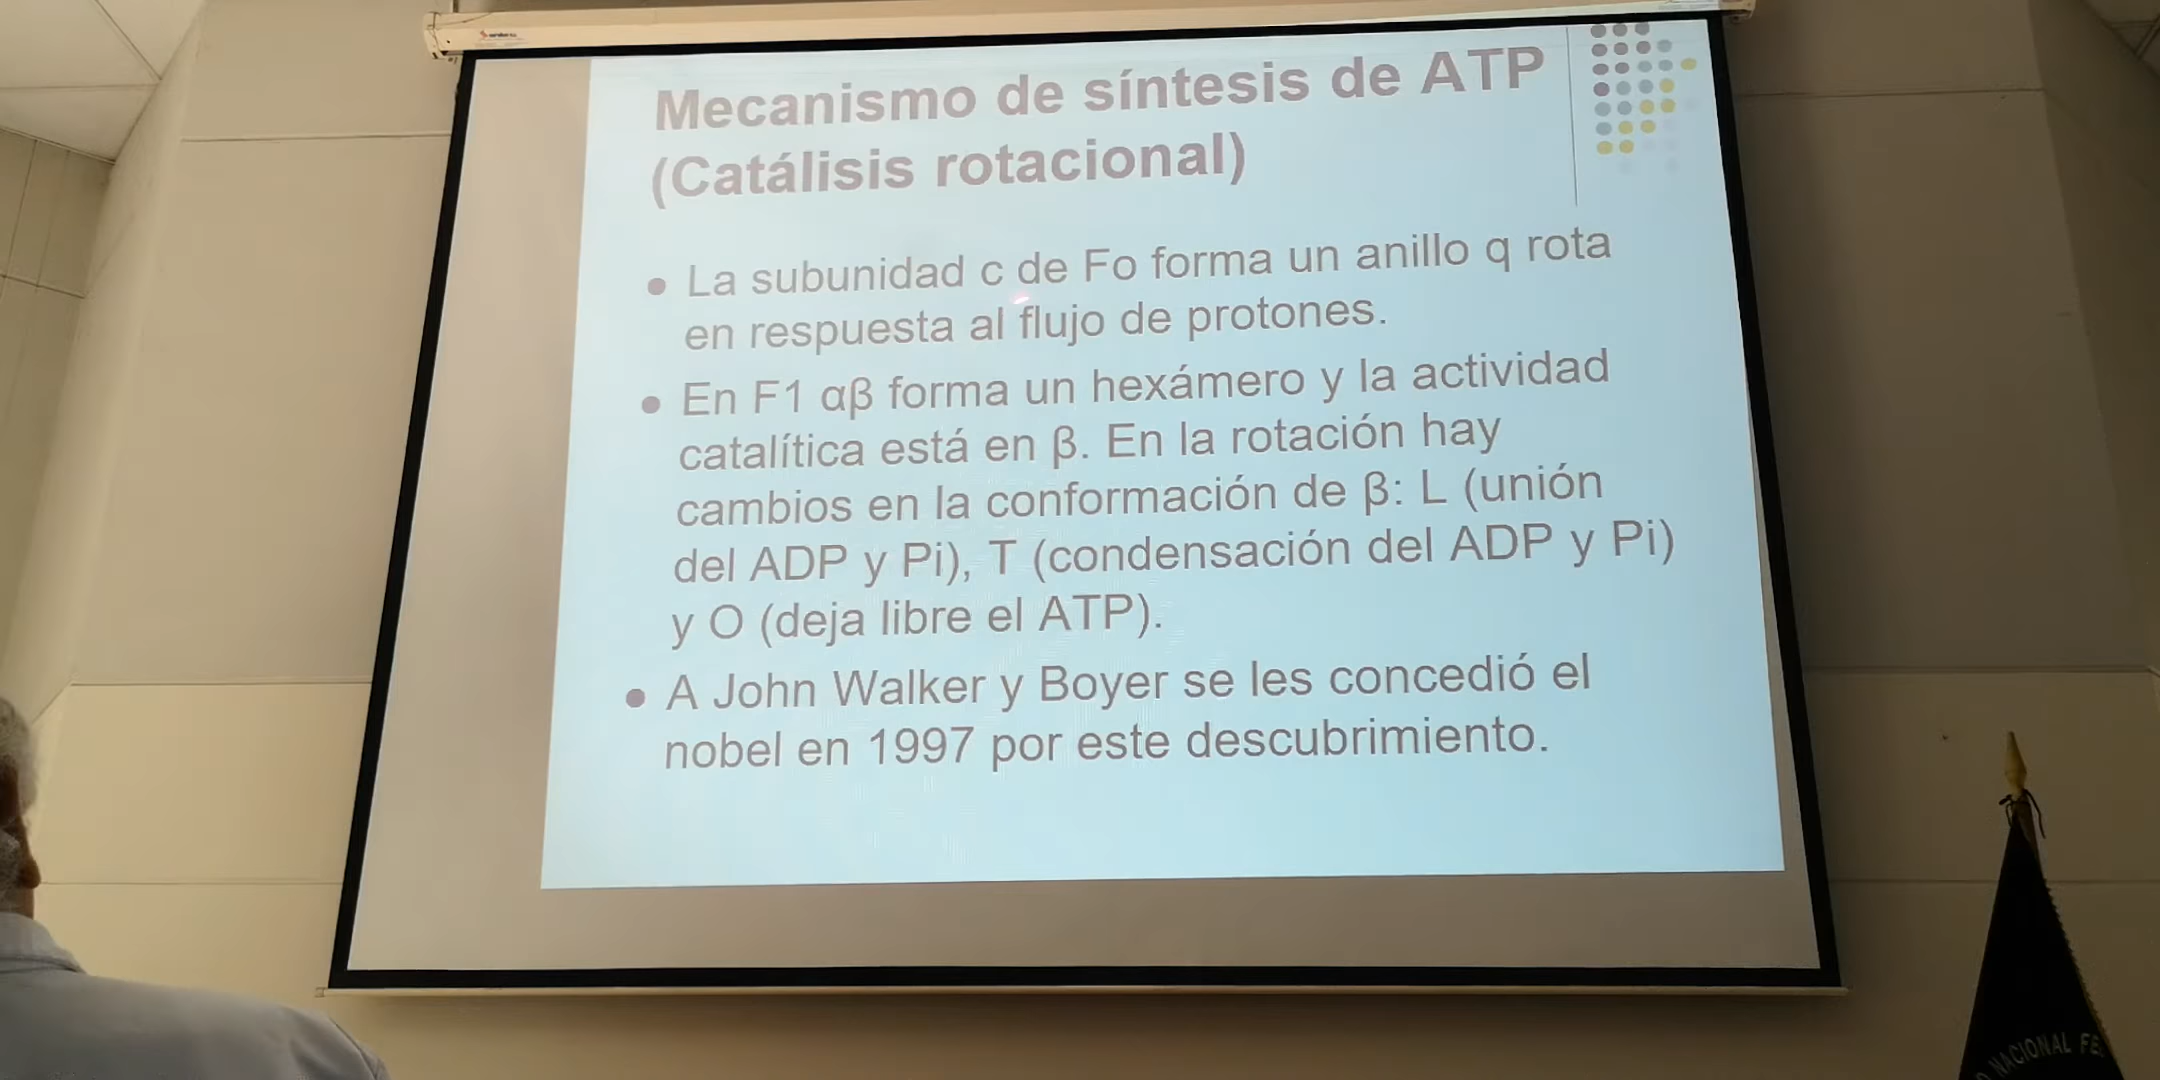 Mecanismo de síntesis de ATP
(Catálisis rotacional)
● La subunidad c de Fo forma un anillo q rota
en respuesta al flujo de protones.
● En F1 αβ forma un hexámero y la actividad
catalítica está en β. En la rotación hay
cambios en la conformación de β: L (unión
del ADP y Pi), T (condensación del ADP y Pi)
y O (deja libre el ATP).
● A John Walker y Boyer se les concedió el
nobel en 1997 por este descubrimiento.
NACIONAL FE